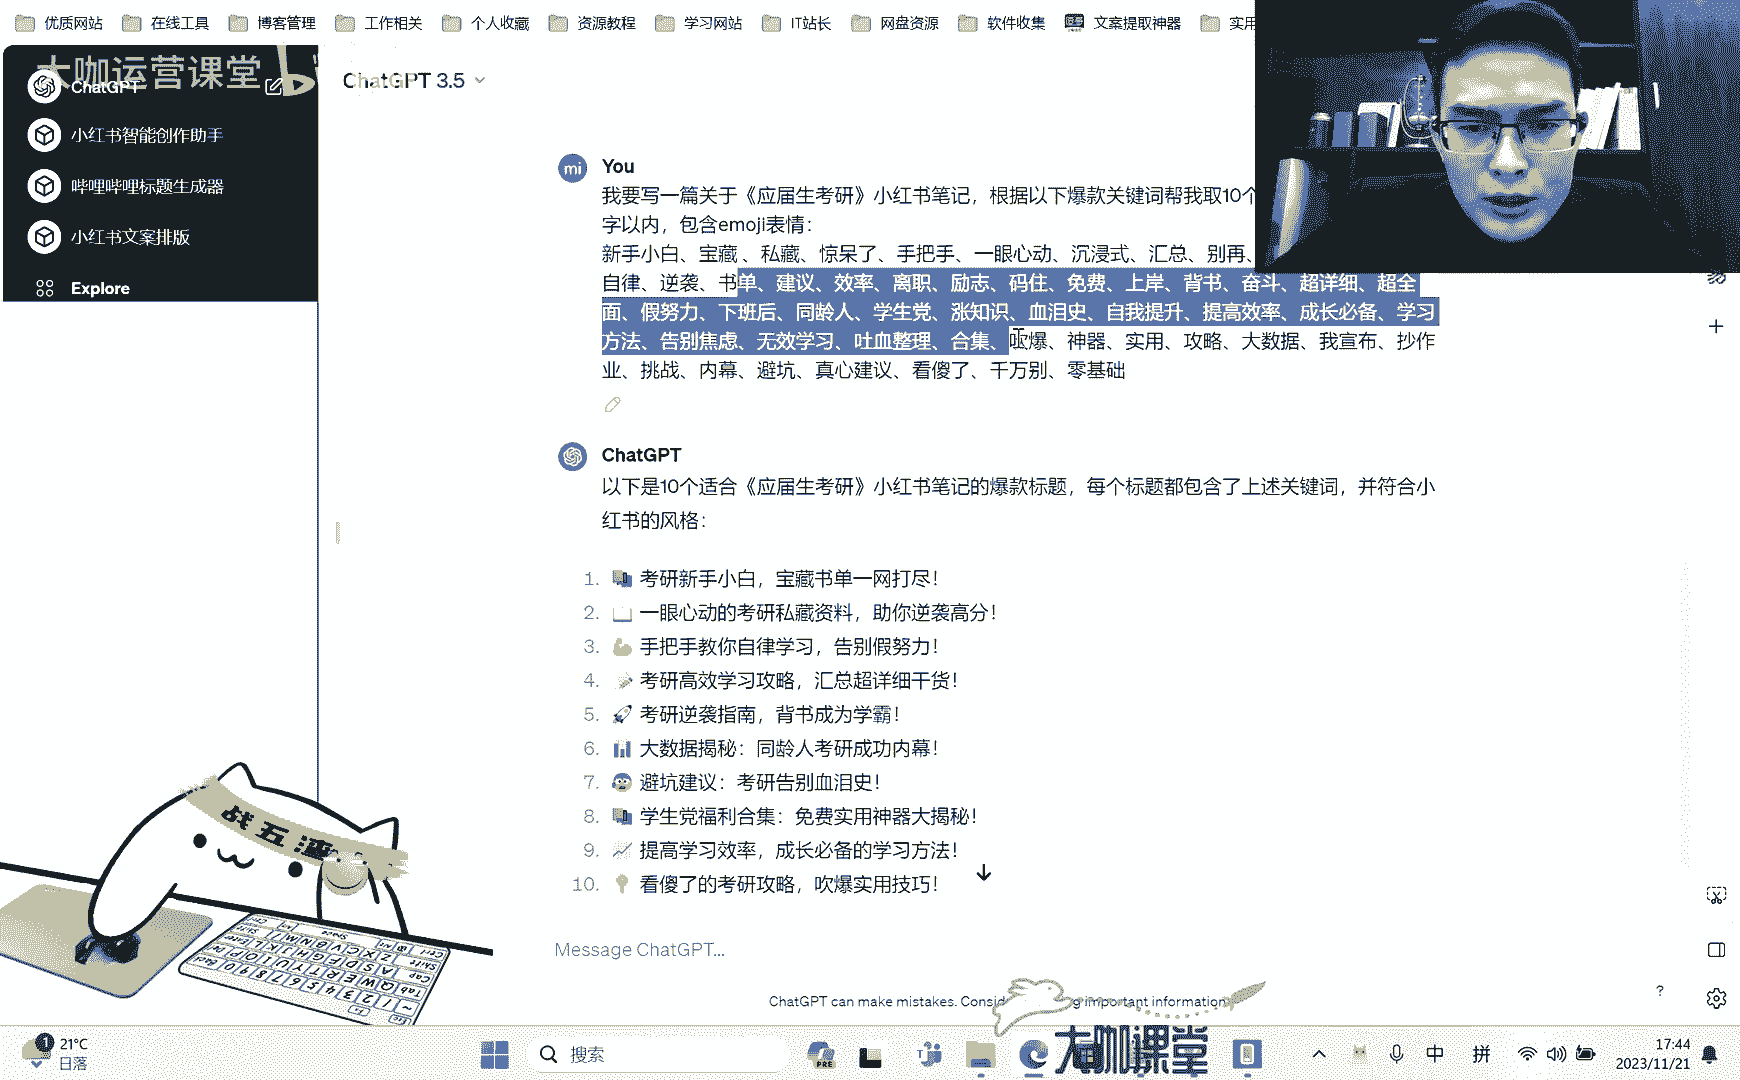 优质网站 在线工具 博客管理 工作相关 个人收藏 资源教程 学习网站 IT站长 网盘资源 软件收集 文案提取神器 实用
大咖运营课堂
ChatGPT
小红书智能创作助手
哔哩哔哩标题生成器
小红书文案排版
Explore
ChatGPT 3.5
mi
You
我要写一篇关于《应届生考研》小红书笔记，根据以下爆款关键词帮我取10个
字以内，包含emoji表情：
新手小白、宝藏 、私藏、惊呆了、手把手、一眼心动、沉浸式、汇总、别再、
自律、逆袭、书单、建议、效率、离职、励志、码住、免费、上岸、背书、奋斗、超详细、超全
面、假努力、下班后、同龄人、学生党、涨知识、血泪史、自我提升、提高效率、成长必备、学习
方法、告别焦虑、无效学习、吐血整理、合集、吹爆、神器、实用、攻略、大数据、我宣布、抄作
业、挑战、内幕、避坑、真心建议、看傻了、千万别、零基础
ChatGPT
以下是10个适合《应届生考研》小红书笔记的爆款标题，每个标题都包含了上述关键词，并符合小
红书的风格：
1. 📚 考研新手小白，宝藏书单一网打尽！
2. 📖 一眼心动的考研私藏资料，助你逆袭高分！
3. 💪 手把手教你自律学习，告别假努力！
4. 📝 考研高效学习攻略，汇总超详细干货！
5. 🚀 考研逆袭指南，背书成为学霸！
6. 📊 大数据揭秘：同龄人考研成功内幕！
7. 😰 避坑建议：考研告别血泪史！
8. 📚 学生党福利合集：免费实用神器大揭秘！
9. 📈 提高学习效率，成长必备的学习方法！
10. 💡 看傻了的考研攻略，吹爆实用技巧！
战五渣
Message ChatGPT...
ChatGPT can make mistakes. Consid g important information
?
大咖课堂
1
21°C
日落
搜索
PRE
中
拼
17:44
2023/11/21